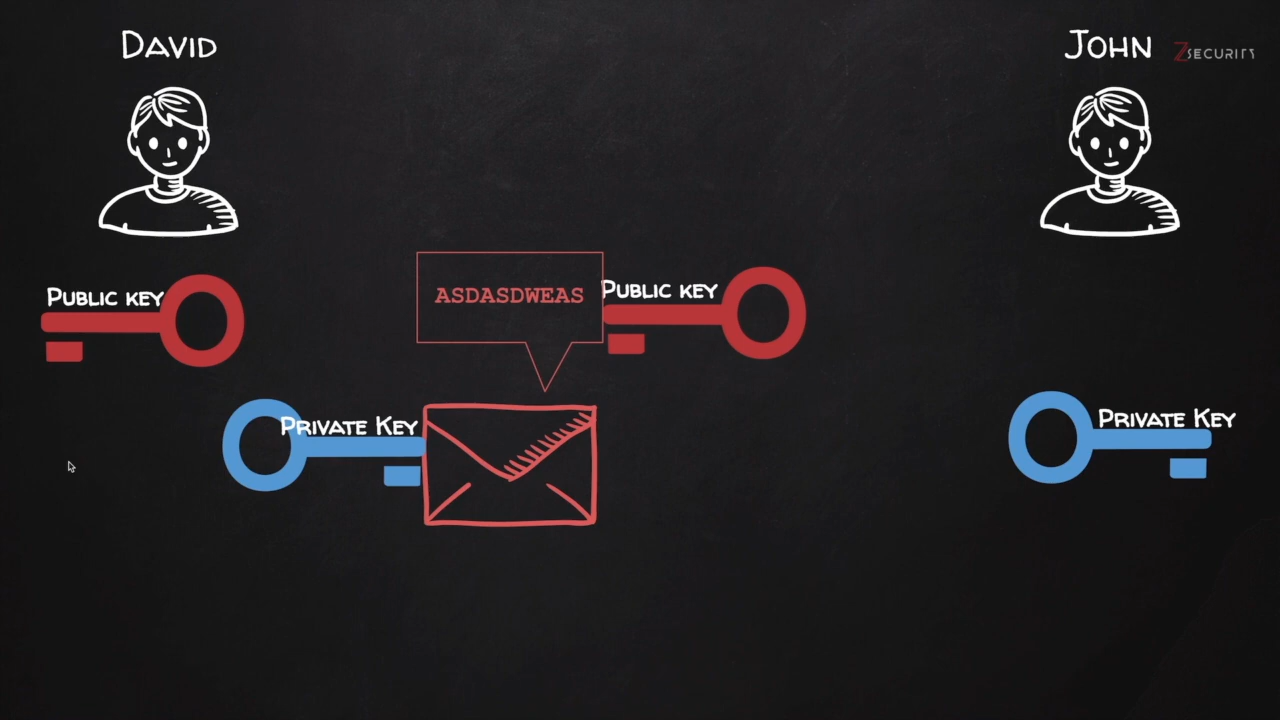 DAVID
JOHN
ZSECURITY
PUBLIC KEY
ASDASDWEAS
PUBLIC KEY
PRIVATE KEY
PRIVATE KEY